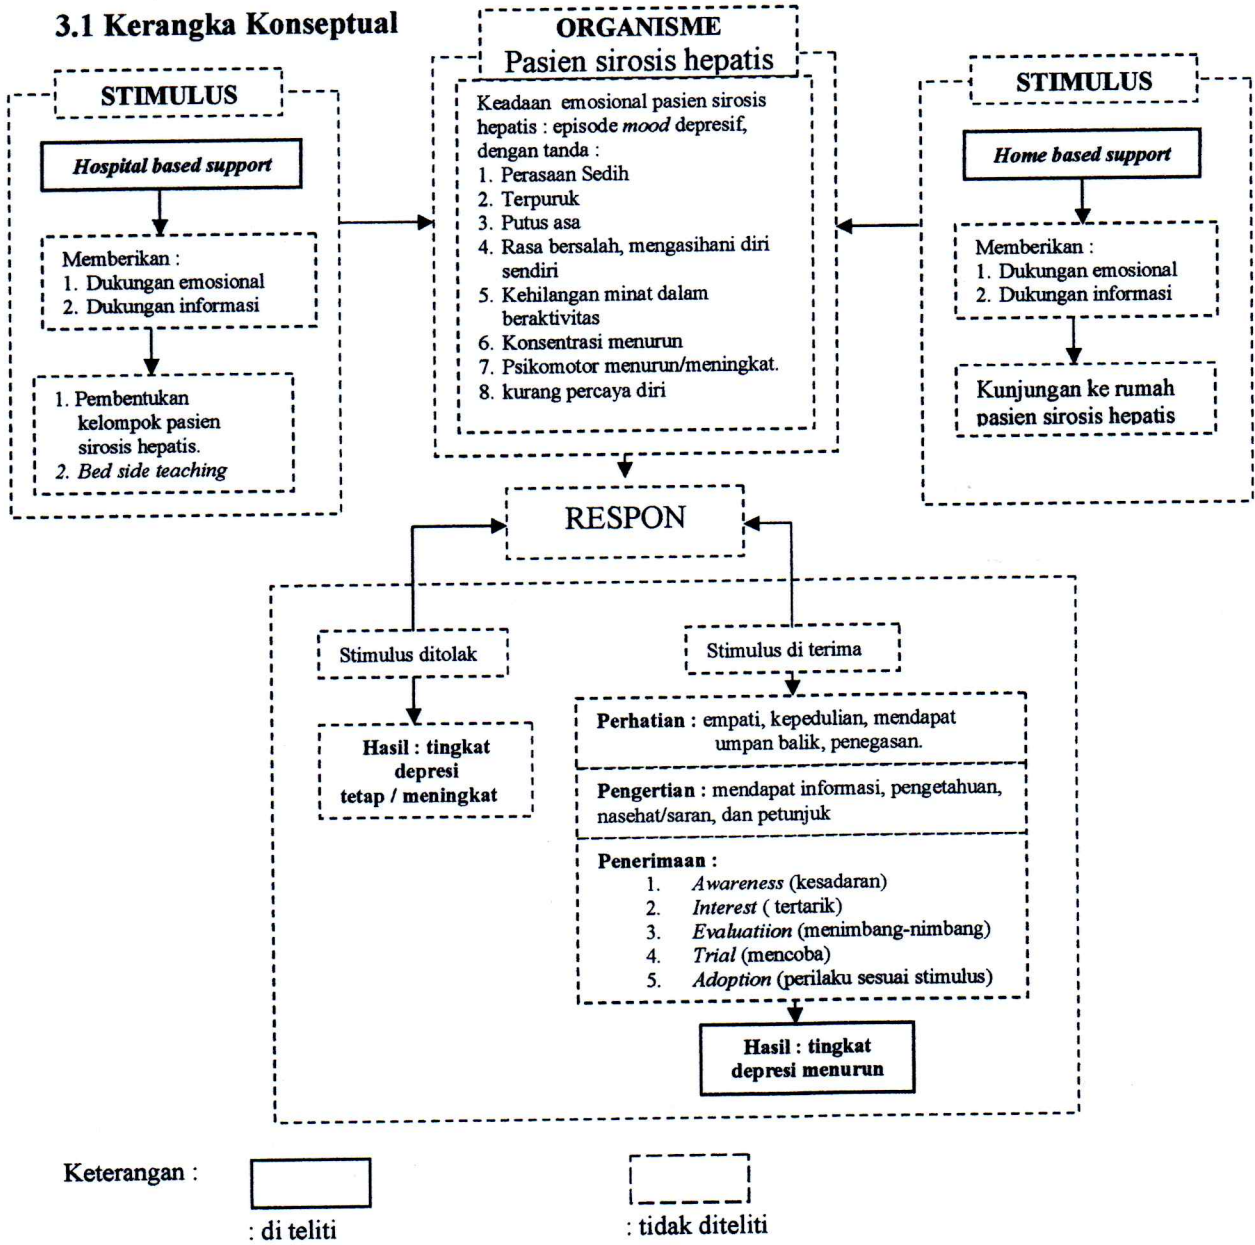 3.1 Kerangka Konseptual
STIMULUS
Hospital based support
Memberikan :
1. Dukungan emosional
2. Dukungan informasi
1. Pembentukan
kelompok pasien
sirosis hepatis.
2. Bed side teaching
ORGANISME
Pasien sirosis hepatis
Keadaan emosional pasien sirosis
hepatis : episode mood depresif,
dengan tanda :
1. Perasaan Sedih
2. Terpuruk
3. Putus asa
4. Rasa bersalah, mengasihani diri
sendiri
5. Kehilangan minat dalam
beraktivitas
6. Konsentrasi menurun
7. Psikomotor menurun/meningkat.
8. kurang percaya diri
STIMULUS
Home based support
Memberikan :
1. Dukungan emosional
2. Dukungan informasi
Kunjungan ke rumah
pasien sirosis hepatis
RESPON
Stimulus ditolak
Hasil : tingkat
depresi
tetap / meningkat
Stimulus di terima
Perhatian : empati, kepedulian, mendapat
umpan balik, penegasan.
Pengertian : mendapat informasi, pengetahuan,
nasehat/saran, dan petunjuk
Penerimaan :
1. Awareness (kesadaran)
2. Interest ( tertarik)
3. Evaluatiion (menimbang-nimbang)
4. Trial (mencoba)
5. Adoption (perilaku sesuai stimulus)
Hasil : tingkat
depresi menurun
Keterangan :
: di teliti
: tidak diteliti